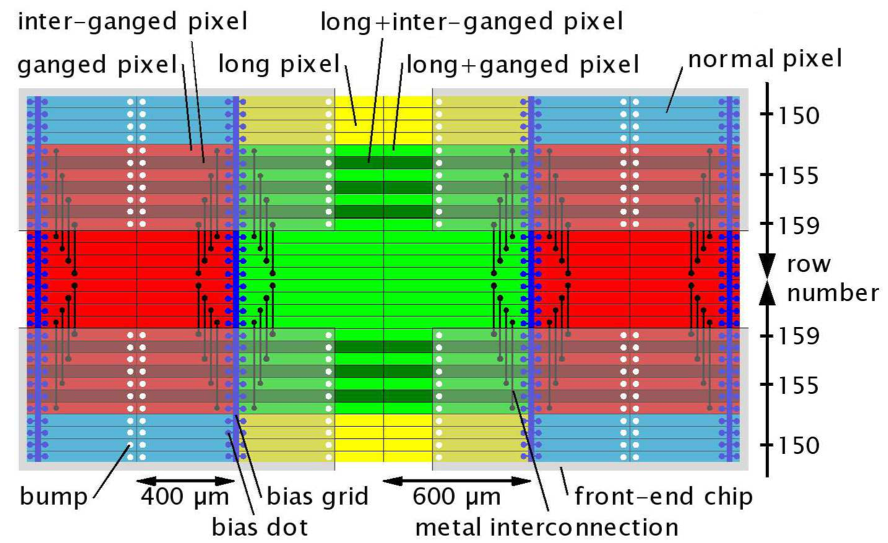 inter-ganged pixel
long+inter-ganged pixel
ganged pixel
long pixel
long+ganged pixel
normal pixel
150
155
159
row
number
159
155
150
bump
400 µm
bias grid
600 µm
front-end chip
bias dot
metal interconnection